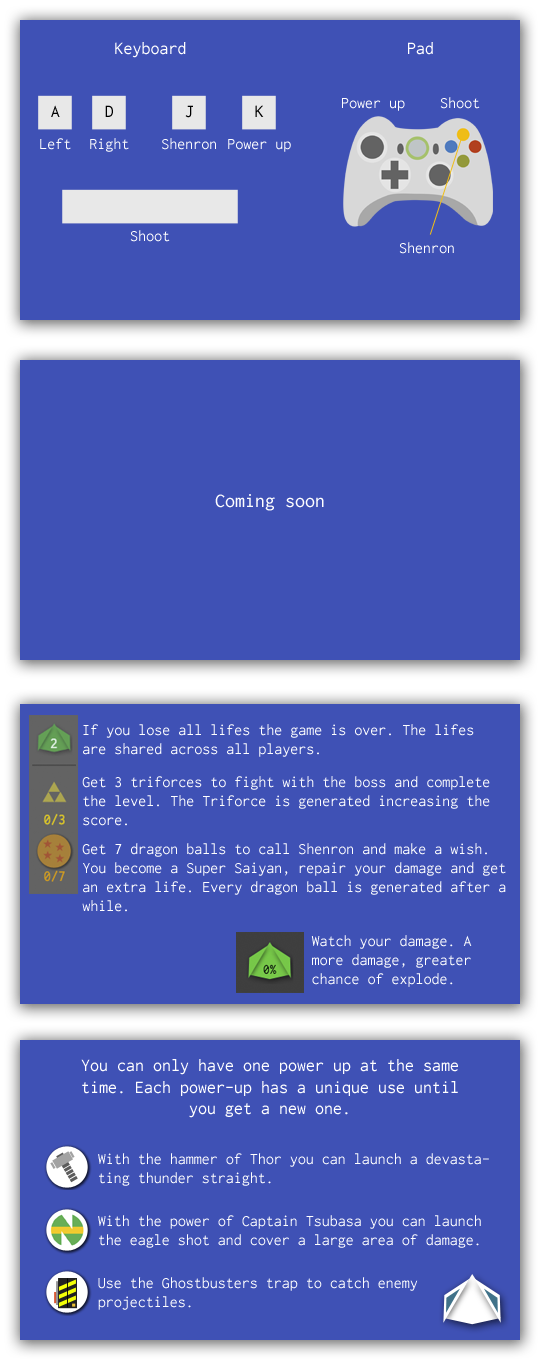 Keyboard
Pad
A
D
J
K
Left
Right
Shenron
Power up
Shoot
Power up
Shoot
Shenron
Coming soon
2
If you lose all lifes the game is over. The lifes
are shared across all players.
0/3
Get 3 triforces to fight with the boss and complete
the level. The Triforce is generated increasing the
score.
0/7
Get 7 dragon balls to call Shenron and make a wish.
You become a Super Saiyan, repair your damage and get
an extra life. Every dragon ball is generated after a
while.
0%
Watch your damage. A
more damage, greater
chance of explode.
You can only have one power up at the same
time. Each power-up has a unique use until
you get a new one.
With the hammer of Thor you can launch a devasta-
ting thunder straight.
With the power of Captain Tsubasa you can launch
the eagle shot and cover a large area of damage.
Use the Ghostbusters trap to catch enemy
projectiles.